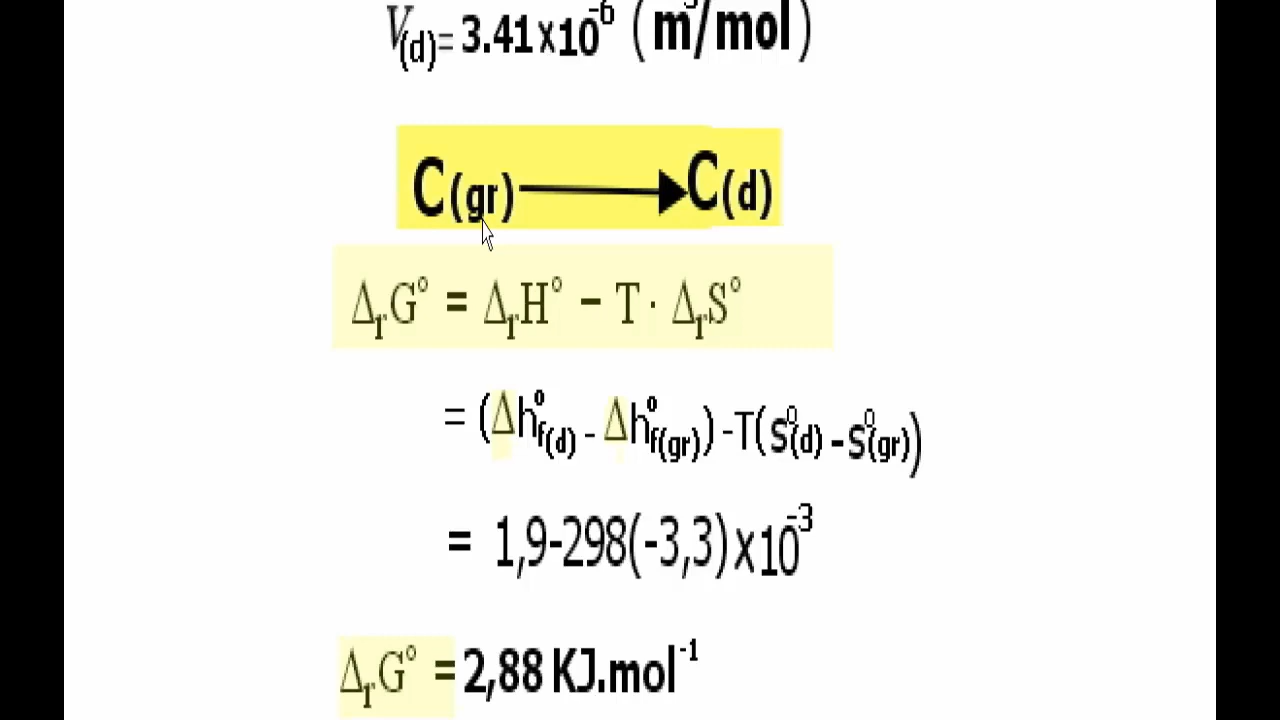 V(d)= 3.41×10⁻⁶ (m³/mol)
C(gr) ⟶ C(d)
ΔrG° = ΔrH° − T · ΔrS°
= (Δh°f(d) - Δh°f(gr)) -T(S°(d) -S°(gr))
= 1,9-298(-3,3)×10⁻³
ΔrG° = 2,88 KJ.mol⁻¹